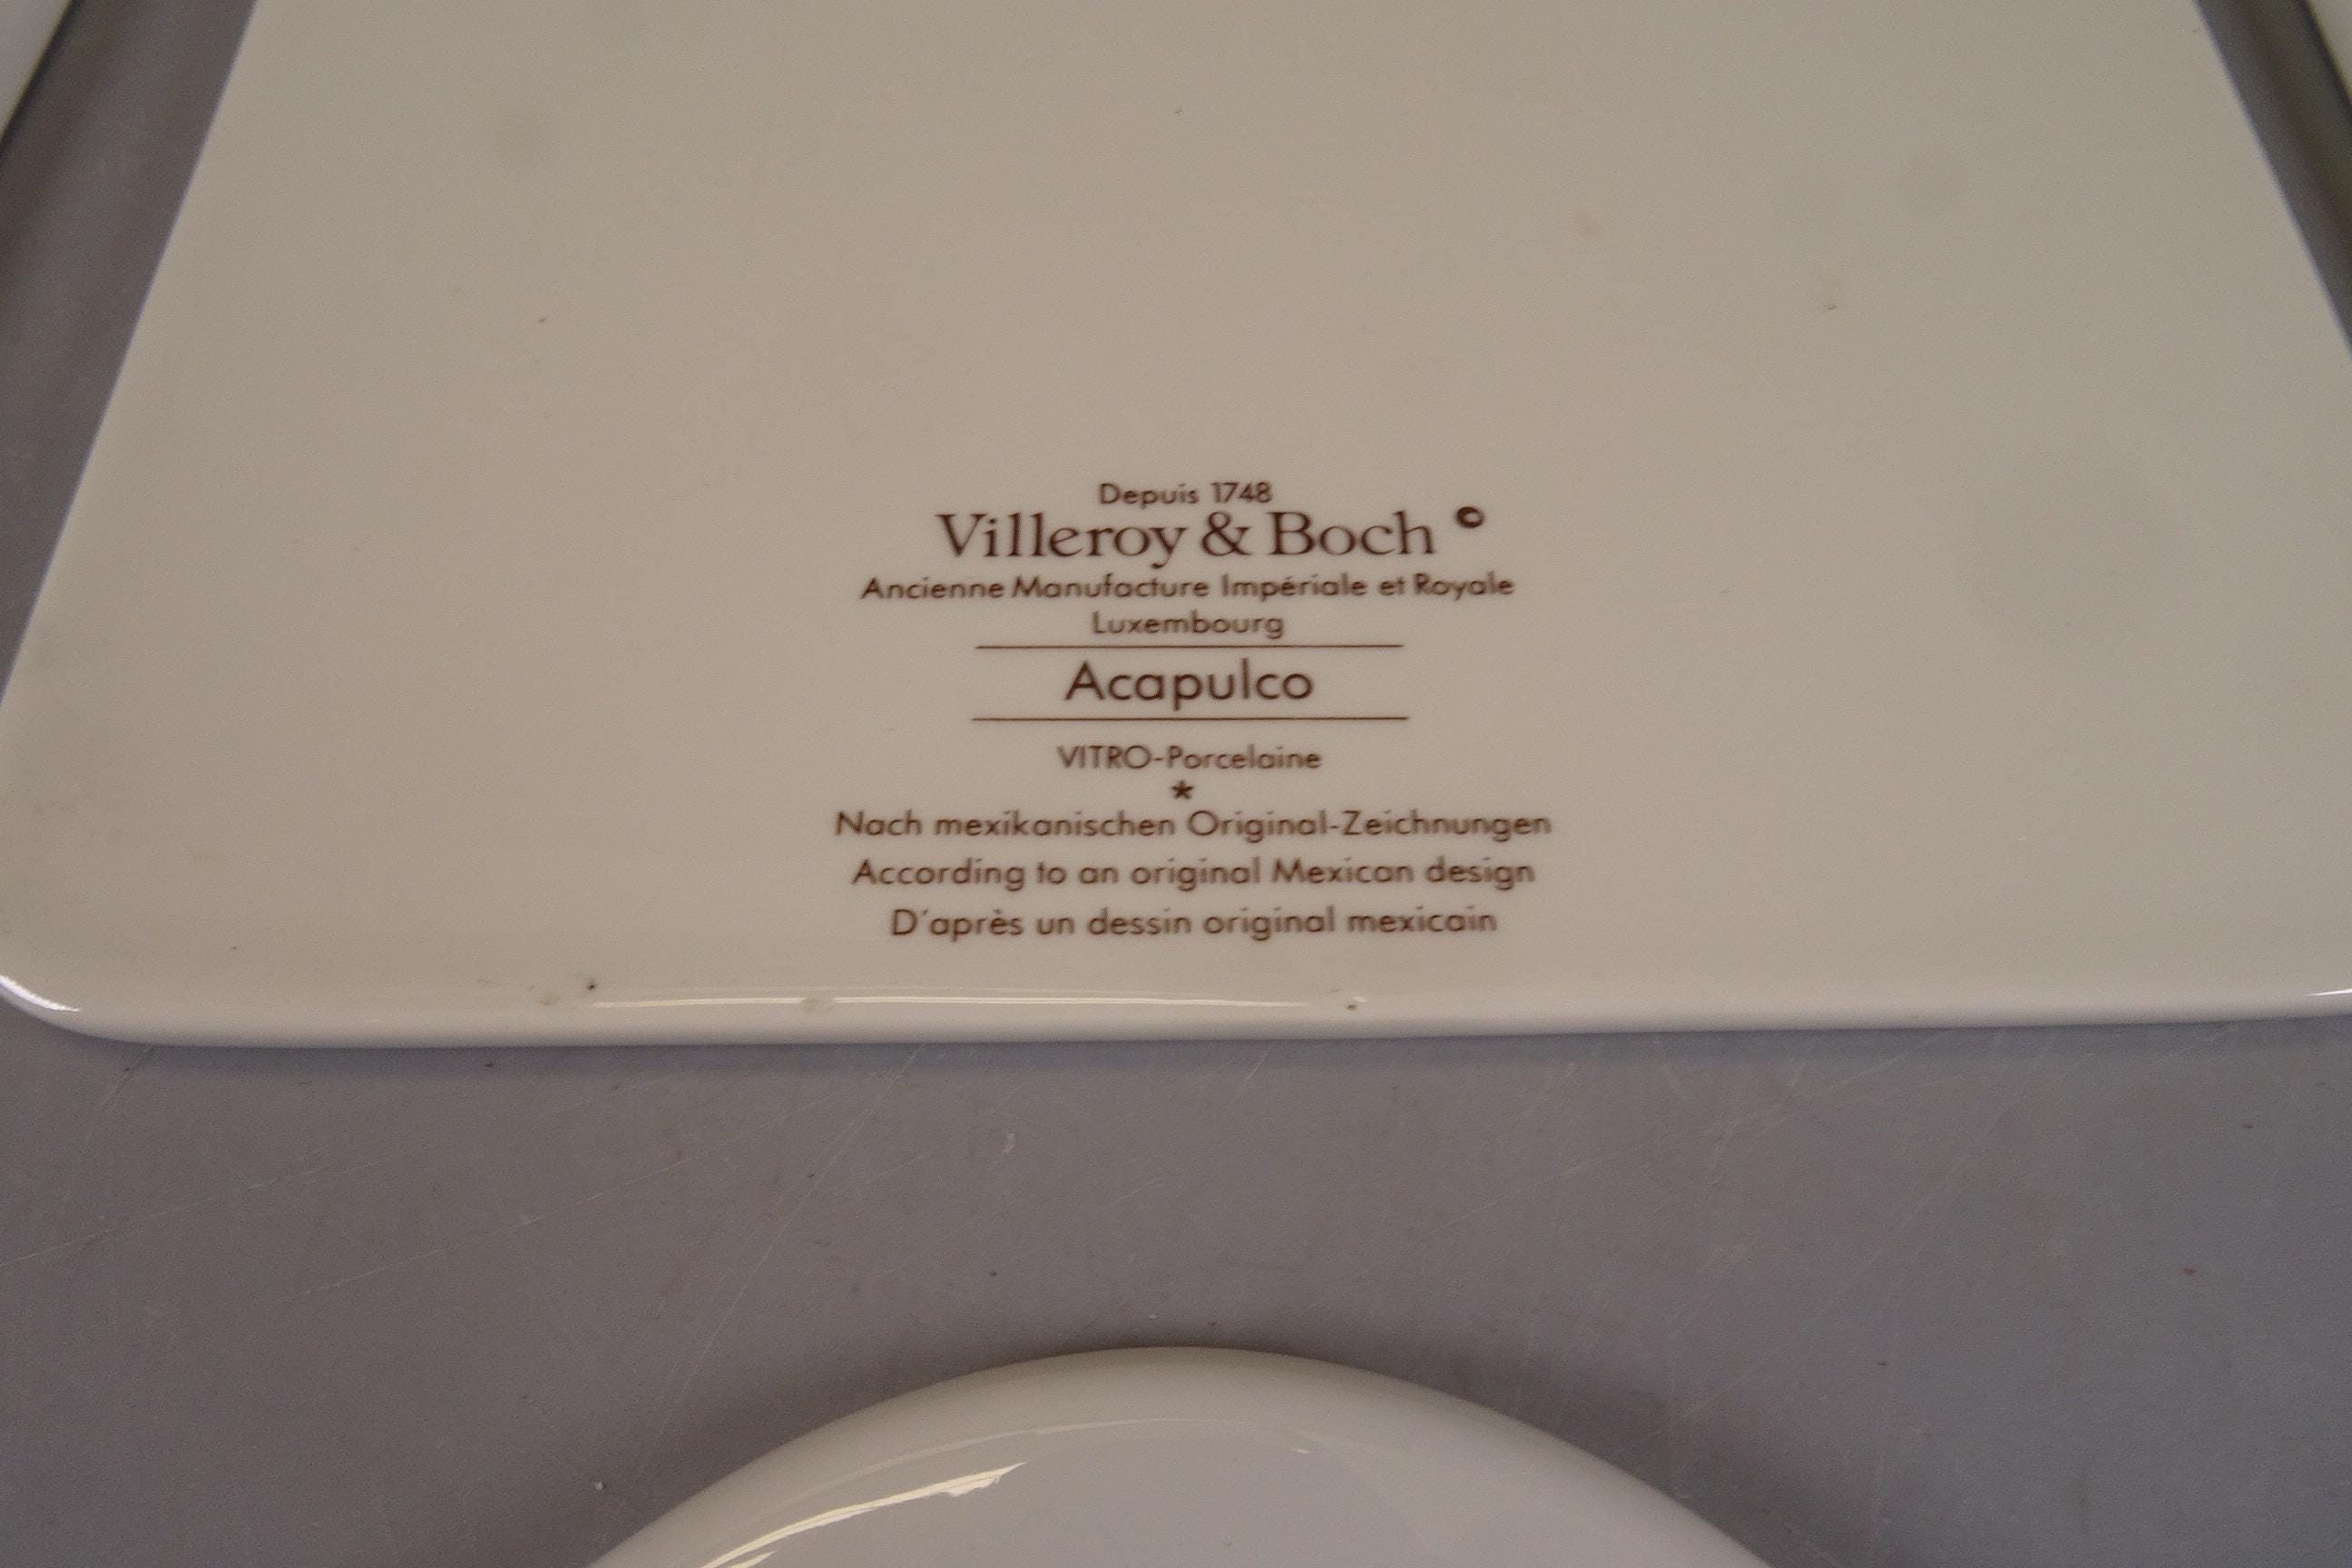 Depuis 1748
Villeroy & Boch ©
Ancienne Manufacture Impériale et Royale
Luxembourg
Acapulco
VITRO-Porcelaine
*
Nach mexikanischen Original-Zeichnungen
According to an original Mexican design
D'après un dessin original mexicain